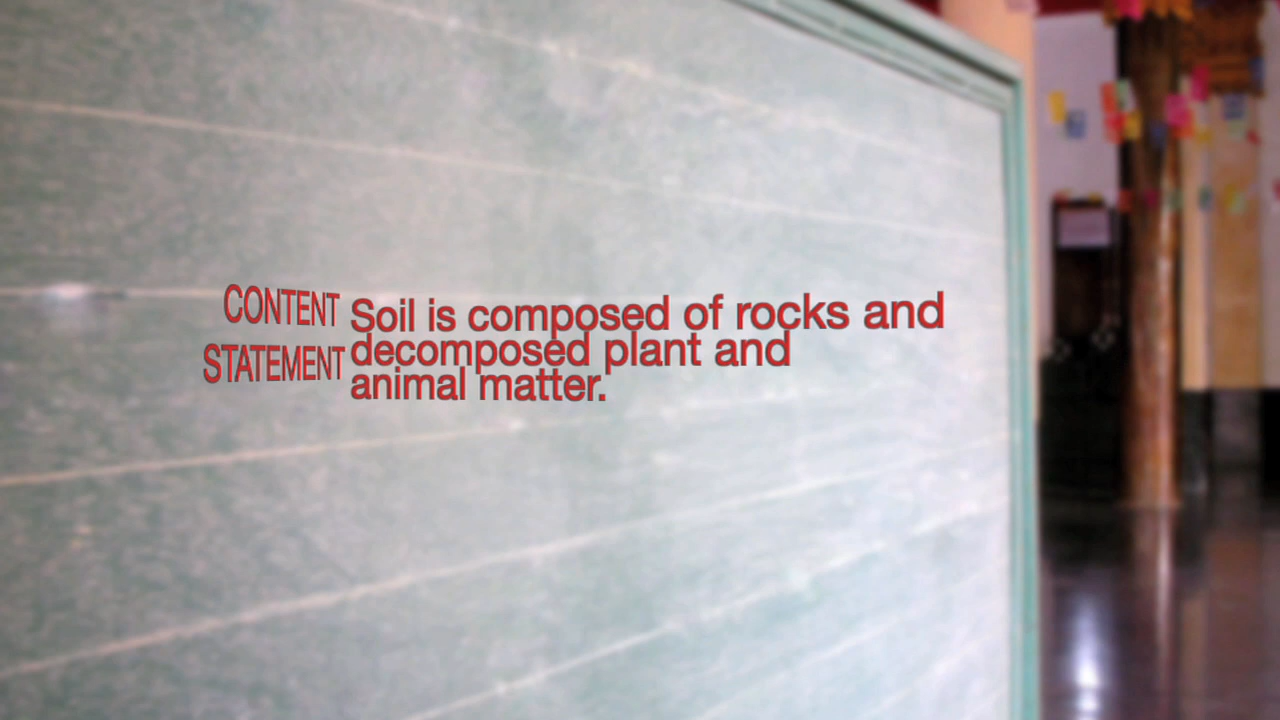 CONTENT
STATEMENT
Soil is composed of rocks and
decomposed plant and
animal matter.